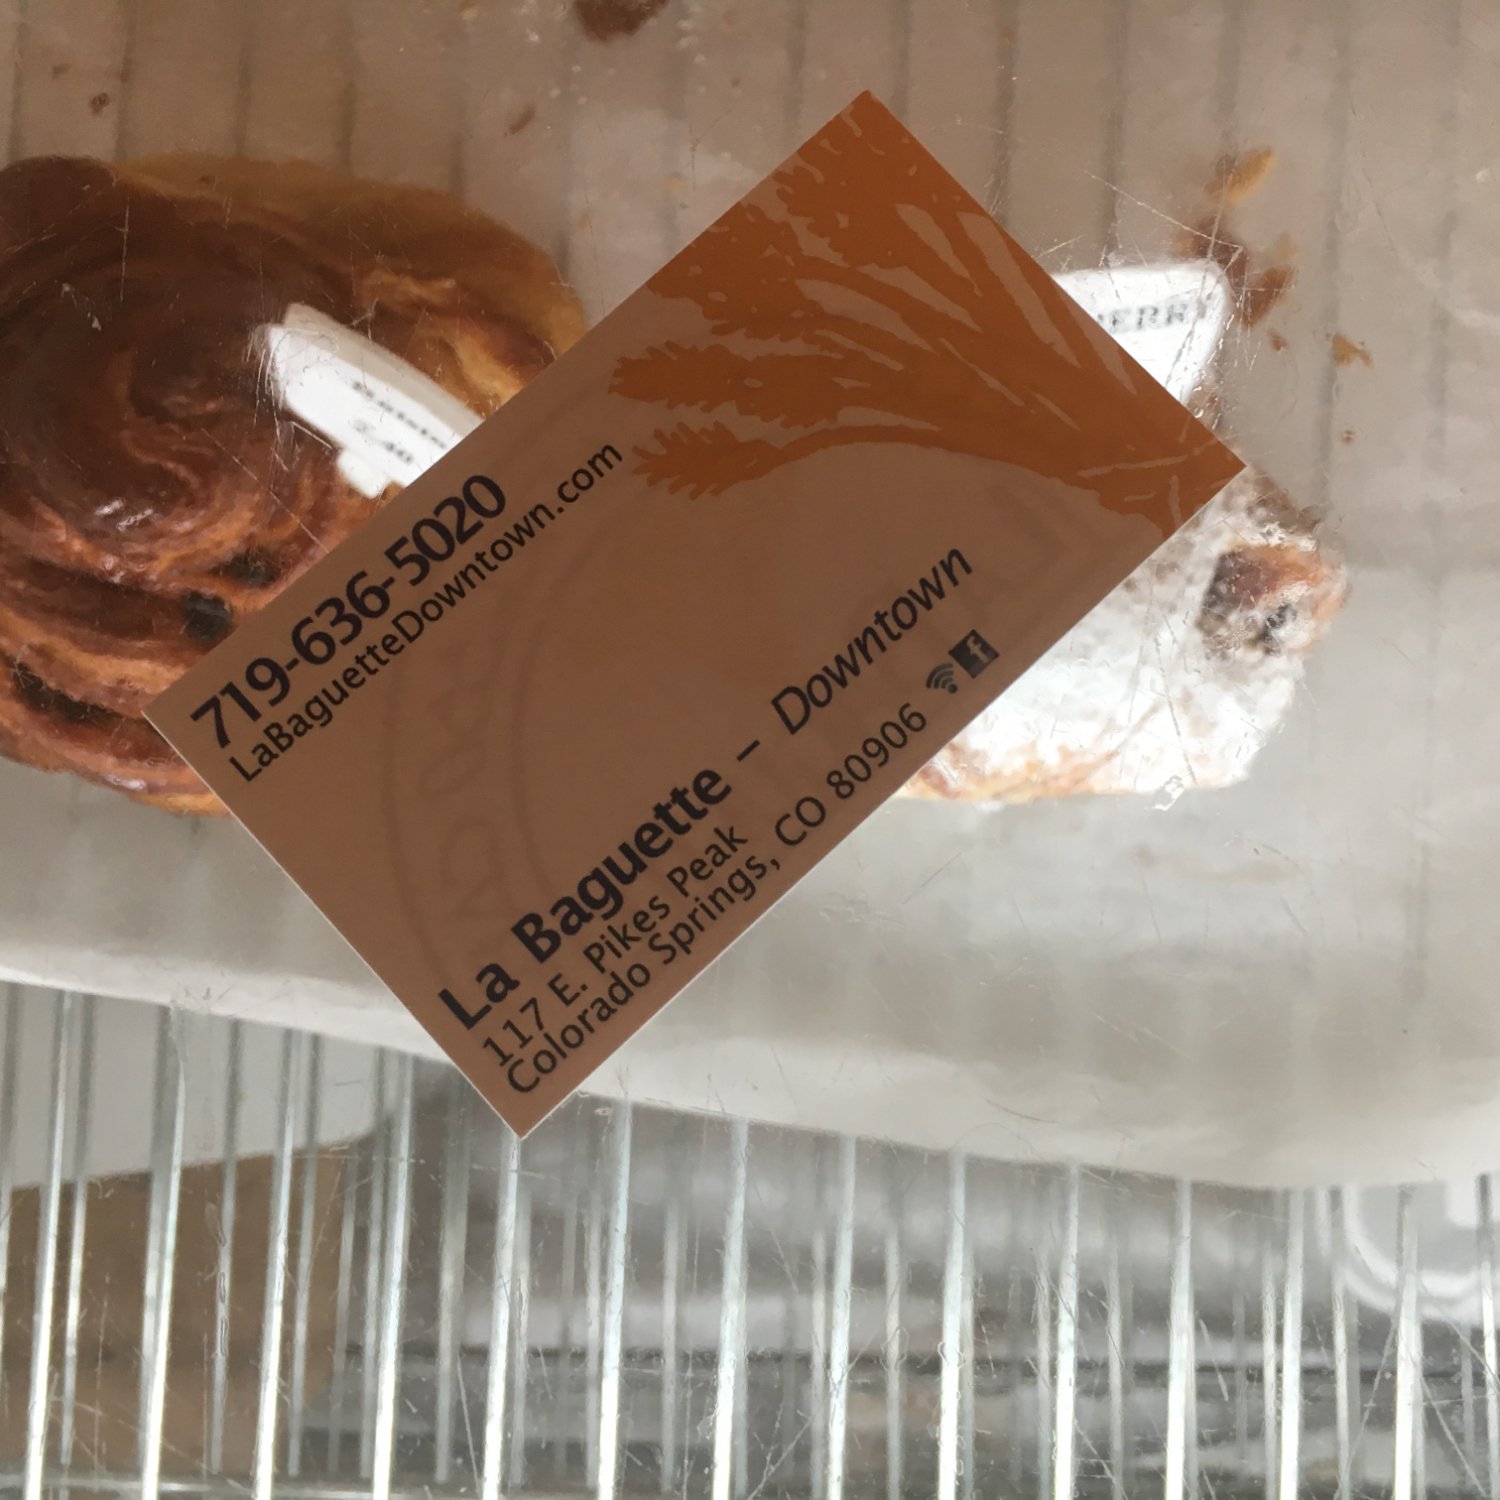 719-636-5020
LaBaguetteDowntown.com
La Baguette – Downtown
117 E. Pikes Peak
Colorado Springs, CO 80906